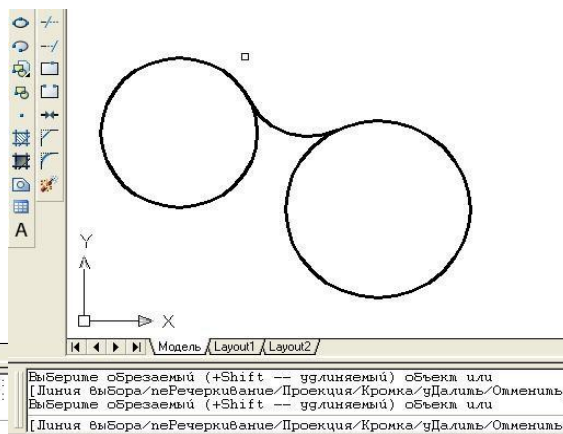 A
Y
X
Модель
Layout1
Layout2
Выберите обрезаемый (+Shift -- удлиняемый) объект или
[Линия выбора/пеРечеркивание/Проекция/Кромка/уДалить/Отменить
Выберите обрезаемый (+Shift -- удлиняемый) объект или
[Линия выбора/пеРечеркивание/Проекция/Кромка/уДалить/Отменить